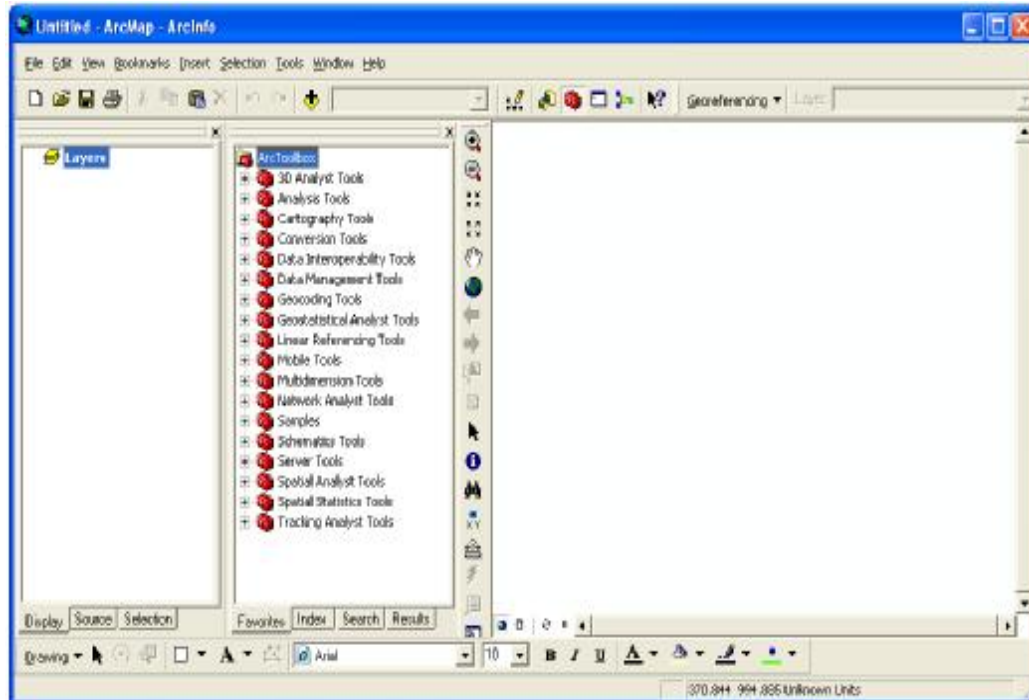 Untitled - ArcMap - ArcInfo
File Edit View Bookmarks Insert Selection Tools Window Help
Georeferencing Layer:
Layers
ArcToolbox
3D Analyst Tools
Analysis Tools
Cartography Tools
Conversion Tools
Data Interoperability Tools
Data Management Tools
Geocoding Tools
Geostatistical Analyst Tools
Linear Referencing Tools
Mobile Tools
Multidimension Tools
Network Analyst Tools
Samples
Schematics Tools
Server Tools
Spatial Analyst Tools
Spatial Statistics Tools
Tracking Analyst Tools
Display Source Selection
Favorites Index Search Results
Drawing A Arial 10 B I U A
370.844 994.885 Unknown Units